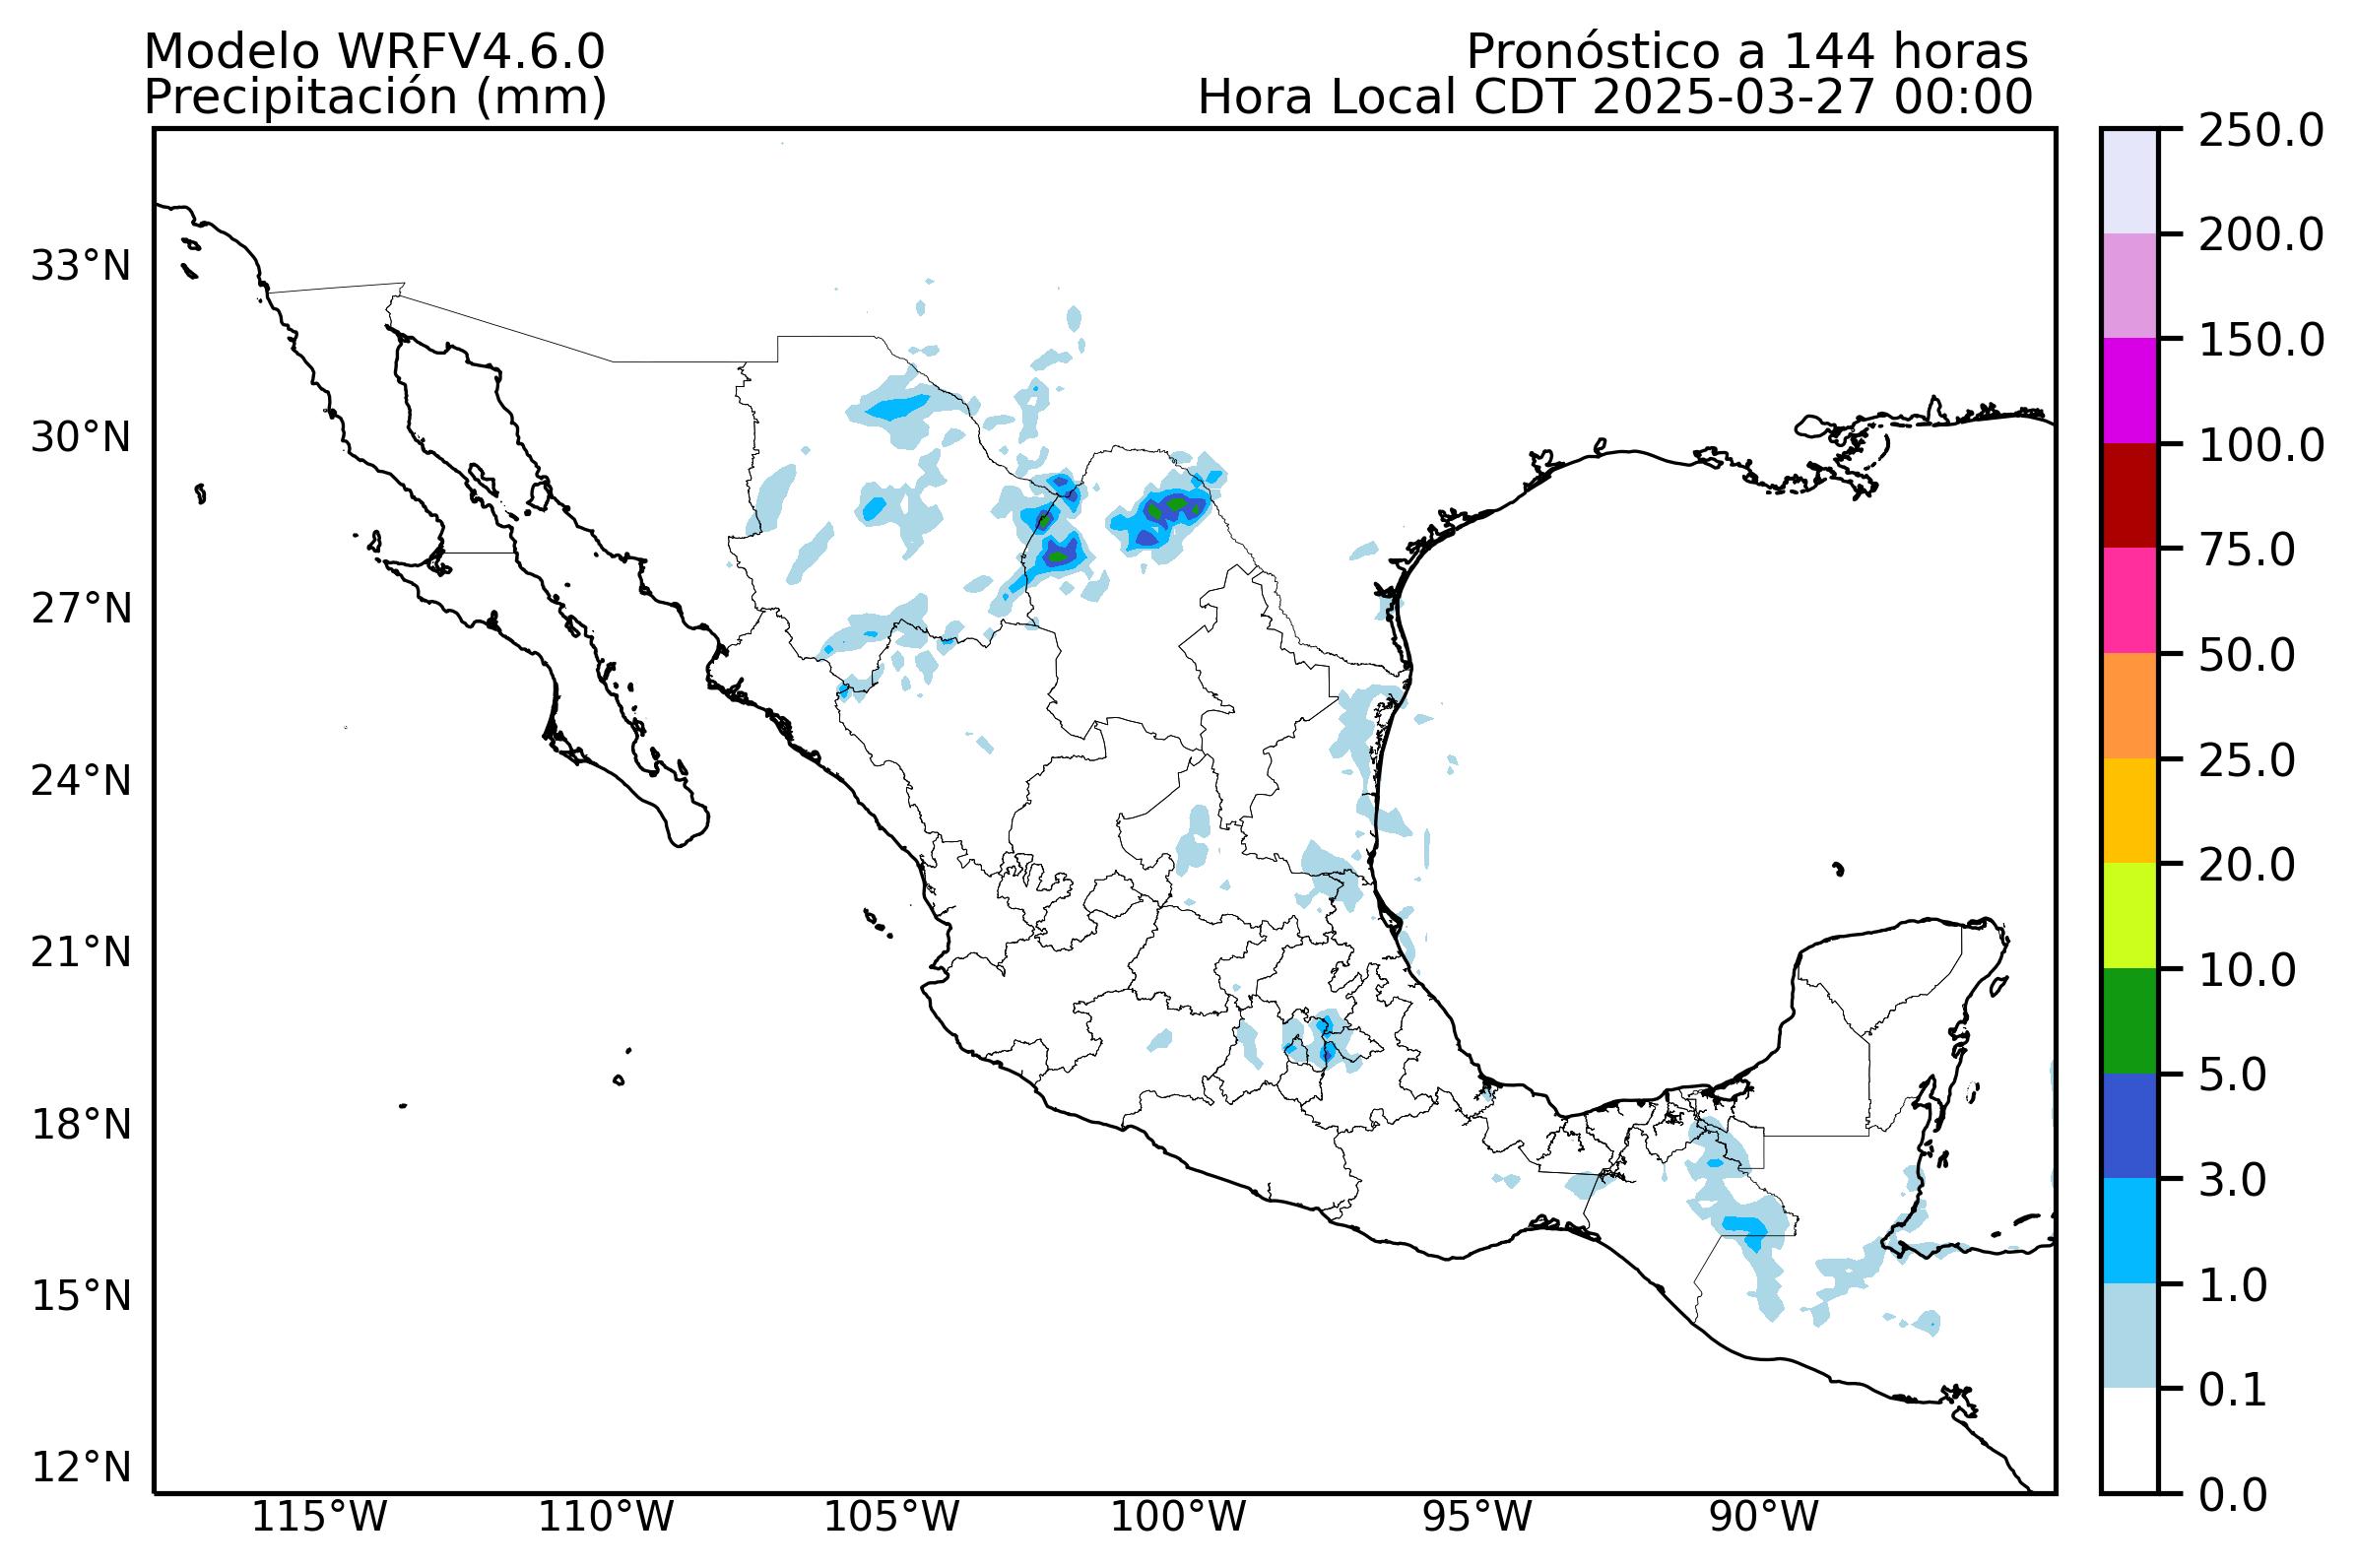 Modelo WRFV4.6.0
Precipitación (mm)
Pronóstico a 144 horas
Hora Local CDT 2025-03-27 00:00
33°N
30°N
27°N
24°N
21°N
18°N
15°N
12°N
115°W
110°W
105°W
100°W
95°W
90°W
250.0
200.0
150.0
100.0
75.0
50.0
25.0
20.0
10.0
5.0
3.0
1.0
0.1
0.0